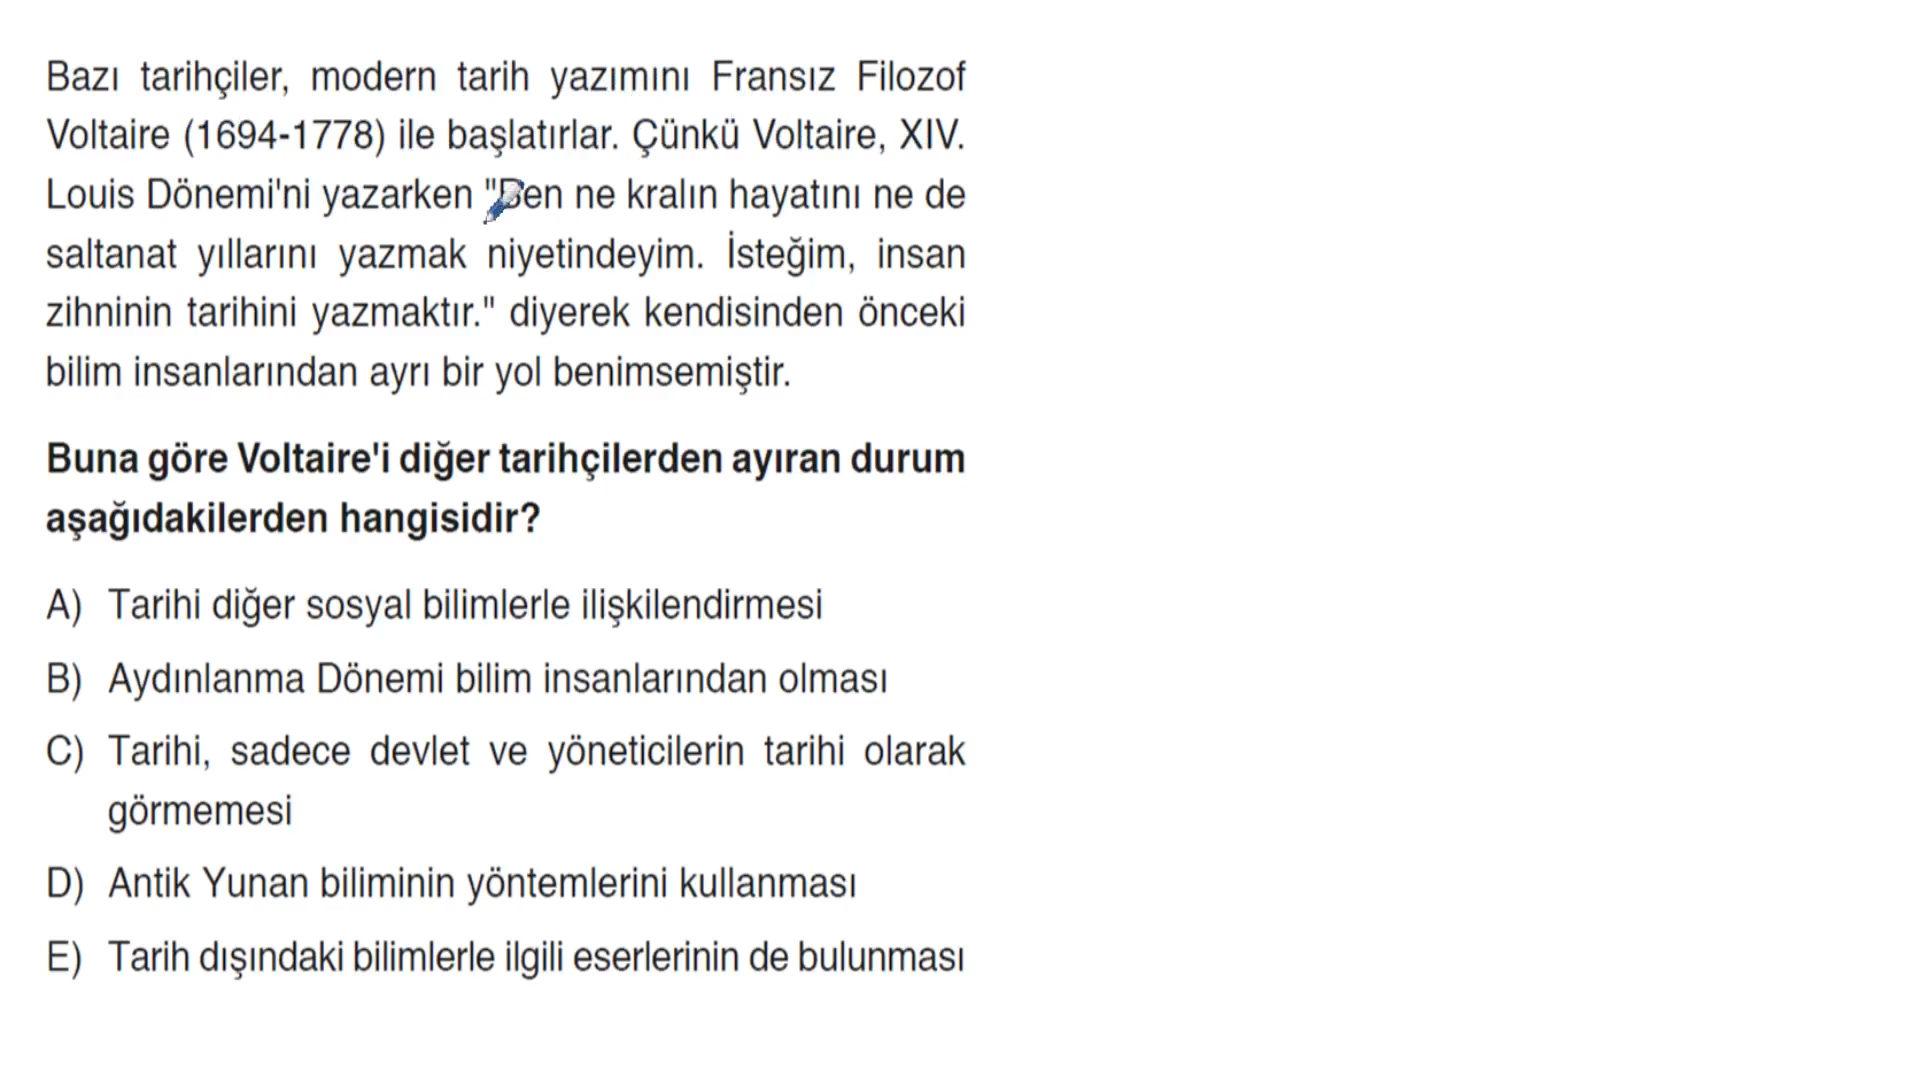 Bazı tarihçiler, modern tarih yazımını Fransız Filozof
Voltaire (1694-1778) ile başlatırlar. Çünkü Voltaire, XIV.
Louis Dönemi'ni yazarken "Ben ne kralın hayatını ne de
saltanat yıllarını yazmak niyetindeyim. İsteğim, insan
zihninin tarihini yazmaktır." diyerek kendisinden önceki
bilim insanlarından ayrı bir yol benimsemiştir.
Buna göre Voltaire'i diğer tarihçilerden ayıran durum
aşağıdakilerden hangisidir?
A) Tarihi diğer sosyal bilimlerle ilişkilendirmesi
B) Aydınlanma Dönemi bilim insanlarından olması
C) Tarihi, sadece devlet ve yöneticilerin tarihi olarak
görmemesi
D) Antik Yunan biliminin yöntemlerini kullanması
E) Tarih dışındaki bilimlerle ilgili eserlerinin de bulunması